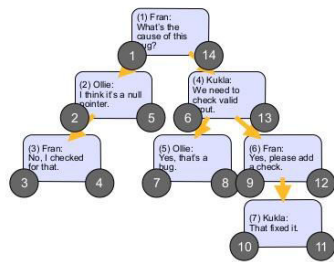 (1) Fran:
What's the
cause of this
bug?
1
14
(2) Ollie:
I think it's a null
pointer.
2
5
(4) Kukla:
We need to
check valid
input.
6
13
(3) Fran:
No, I checked
for that.
3
4
(5) Ollie:
Yes, that's a
bug.
7
8
(6) Fran:
Yes, please add
a check.
9
12
(7) Kukla:
That fixed it.
10
11